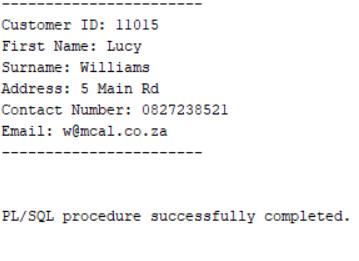 -----------------------
Customer ID: 11015
First Name: Lucy
Surname: Williams
Address: 5 Main Rd
Contact Number: 0827238521
Email: w@mcal.co.za
-----------------------
PL/SQL procedure successfully completed.